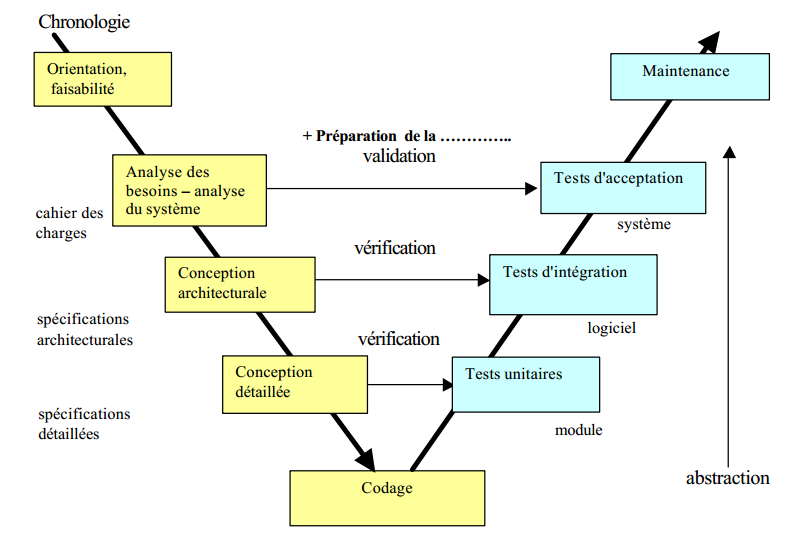 Chronologie
Orientation,
faisabilité
Maintenance
+ Préparation de la …………..
validation
Analyse des
besoins – analyse
du système
Tests d'acceptation
cahier des
charges
système
vérification
Conception
architecturale
Tests d'intégration
spécifications
architecturales
logiciel
vérification
Conception
détaillée
Tests unitaires
spécifications
détaillées
module
abstraction
Codage